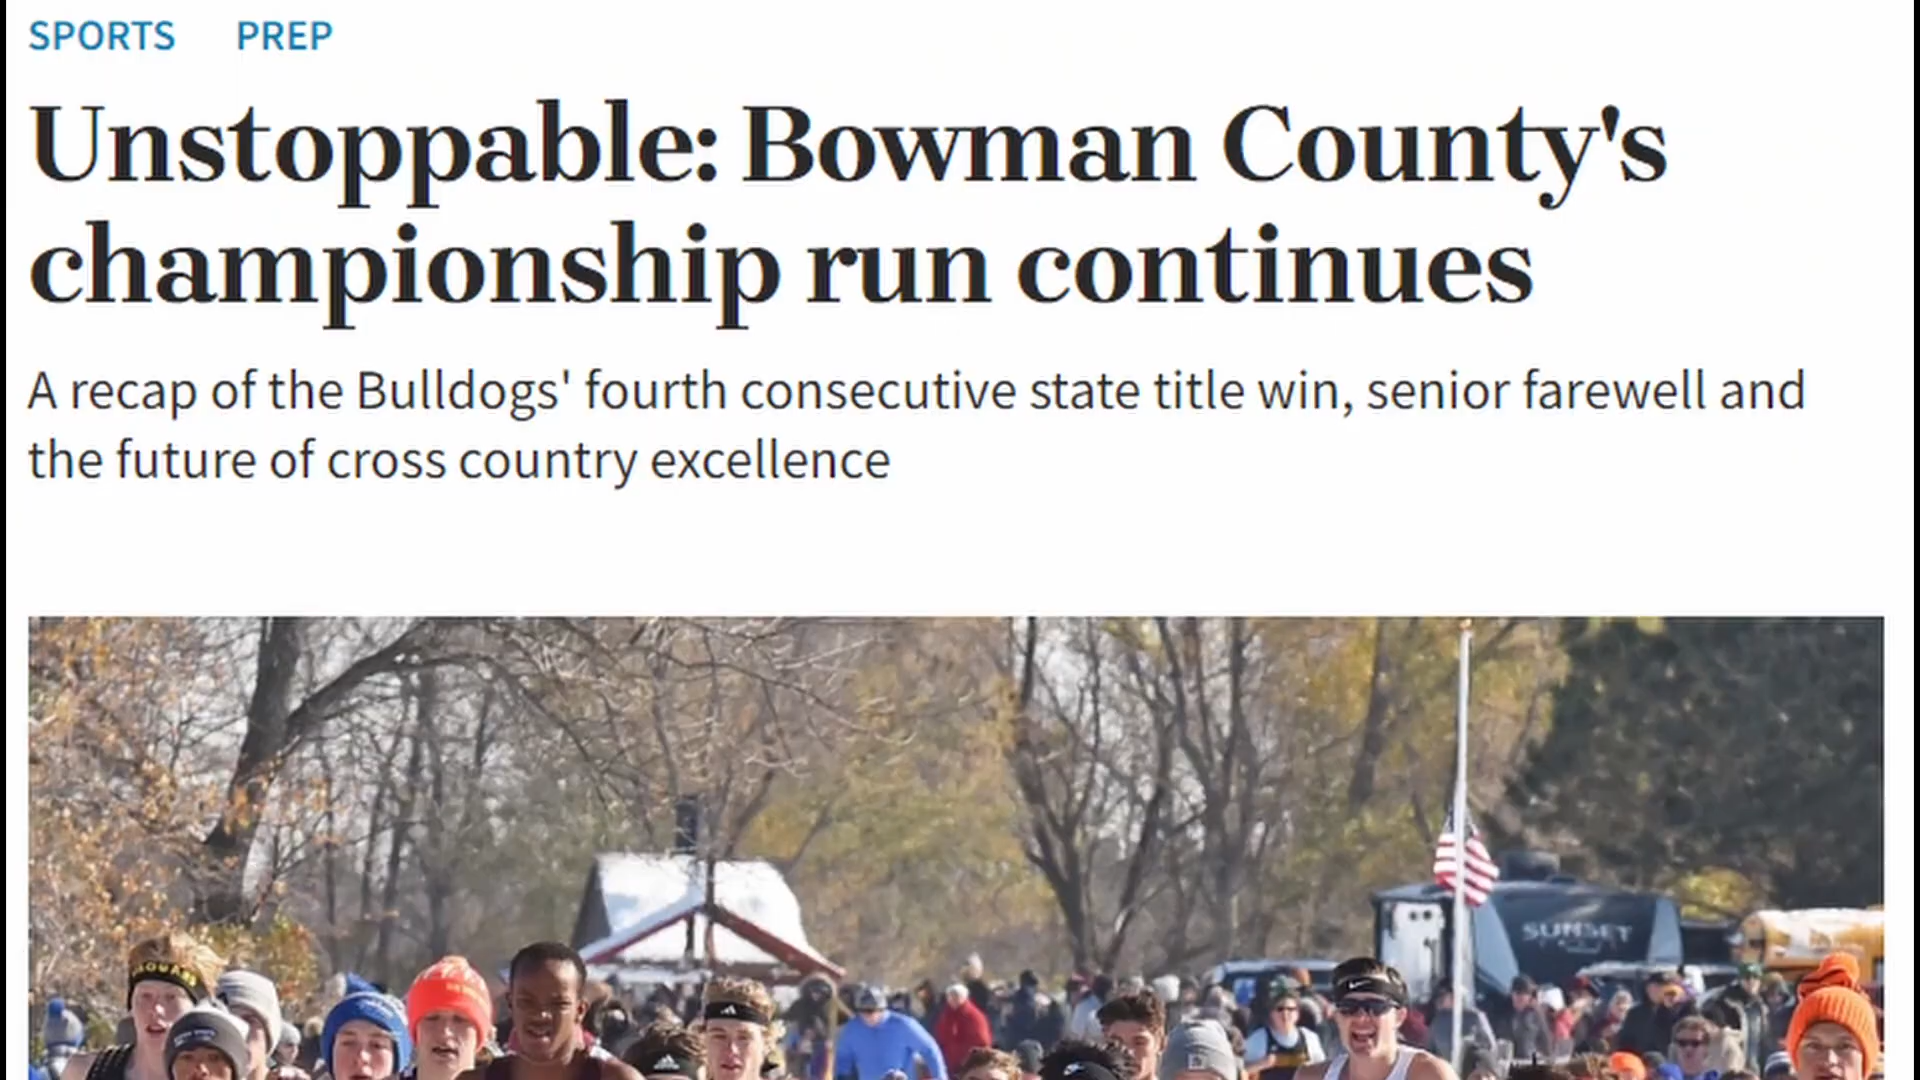 SPORTS PREP
Unstoppable: Bowman County's
championship run continues
A recap of the Bulldogs' fourth consecutive state title win, senior farewell and
the future of cross country excellence
SUNSET